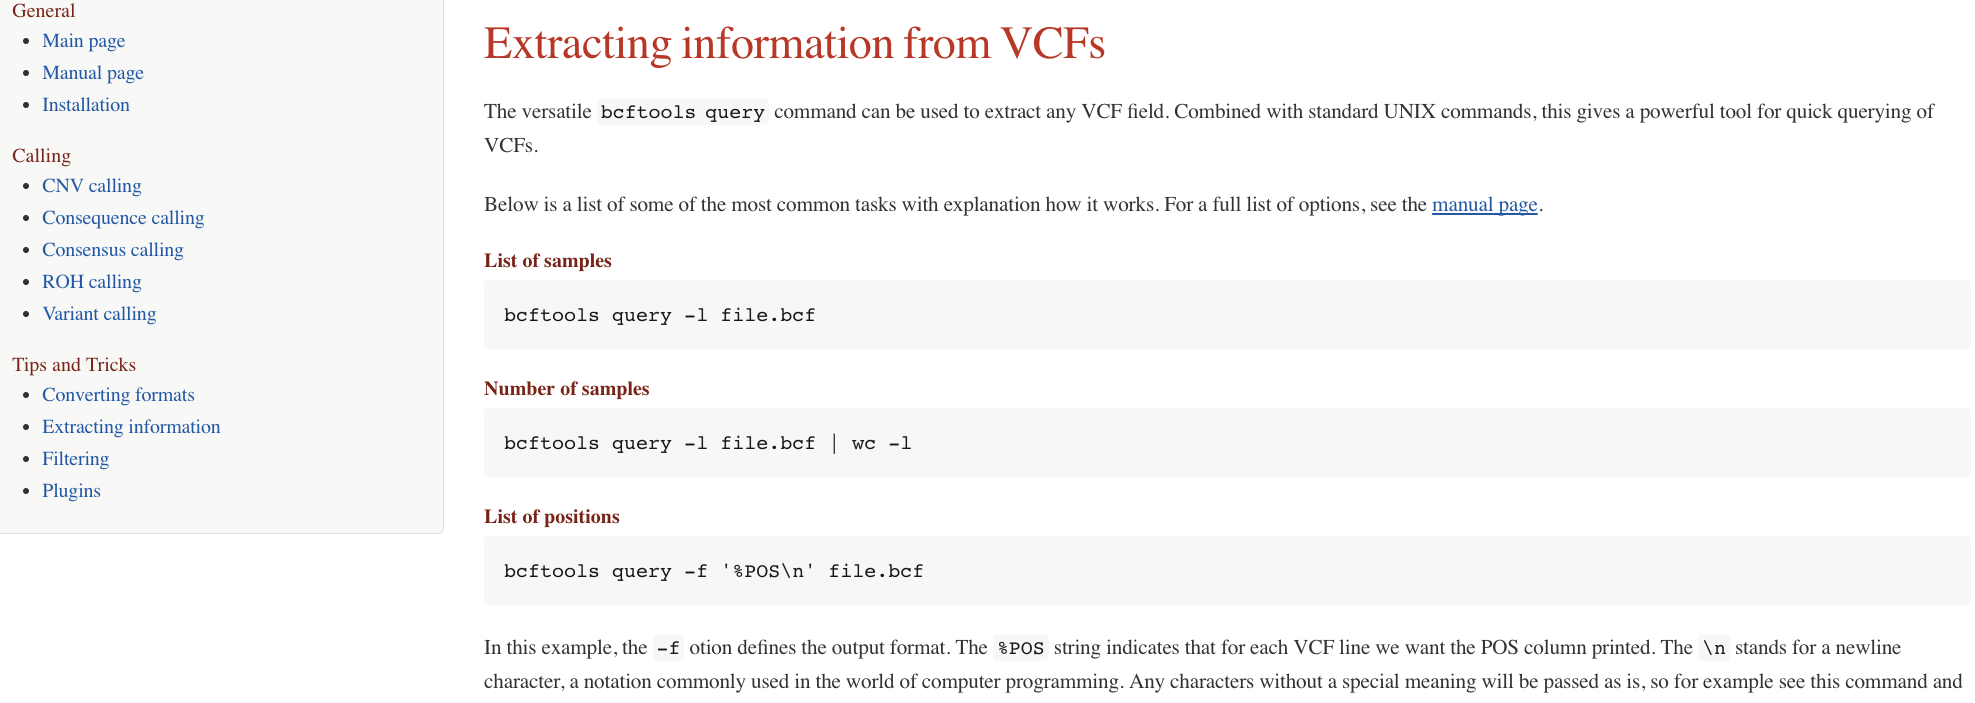 General
Main page
Manual page
Installation
Calling
CNV calling
Consequence calling
Consensus calling
ROH calling
Variant calling
Tips and Tricks
Converting formats
Extracting information
Filtering
Plugins
Extracting information from VCFs
The versatile bcftools query command can be used to extract any VCF field. Combined with standard UNIX commands, this gives a powerful tool for quick querying of
VCFs.
Below is a list of some of the most common tasks with explanation how it works. For a full list of options, see the manual page.
List of samples
bcftools query -l file.bcf
Number of samples
bcftools query -l file.bcf | wc -l
List of positions
bcftools query -f '%POS\n' file.bcf
In this example, the -f otion defines the output format. The %POS string indicates that for each VCF line we want the POS column printed. The \n stands for a newline
character, a notation commonly used in the world of computer programming. Any characters without a special meaning will be passed as is, so for example see this command and